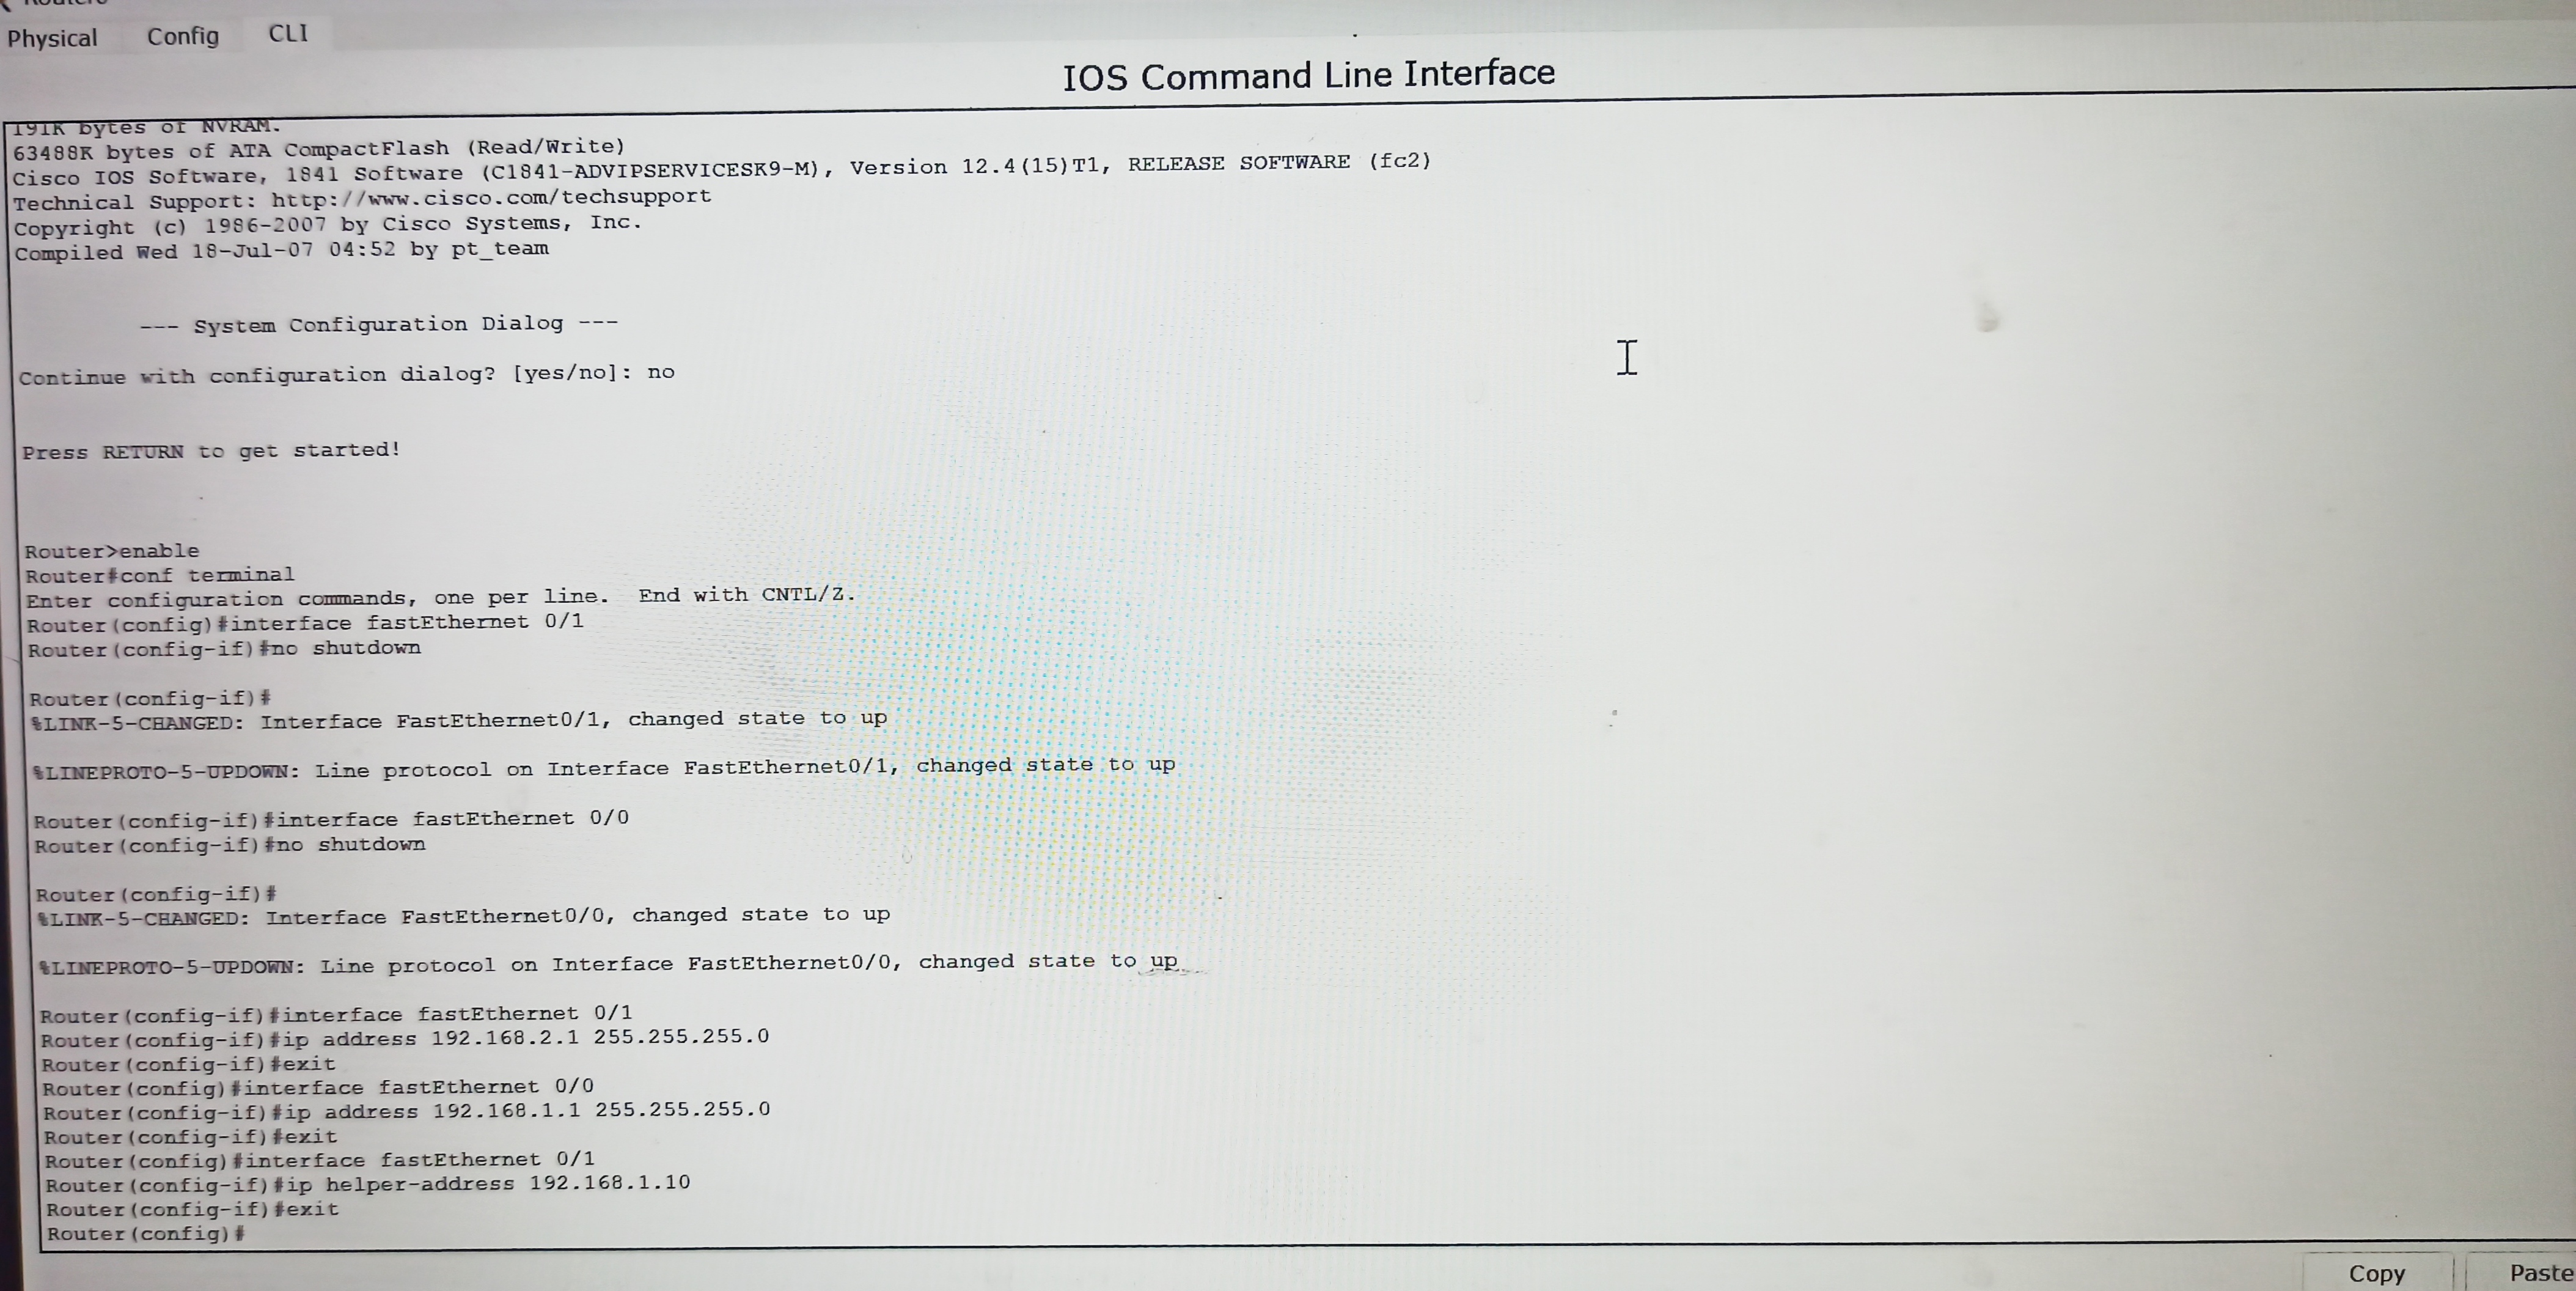 Physical Config CLI
IOS Command Line Interface
191K bytes of NVRAM.
63488K bytes of ATA CompactFlash (Read/Write)
Cisco IOS Software, 1841 Software (C1841-ADVIPSERVICESK9-M), Version 12.4(15)T1, RELEASE SOFTWARE (fc2)
Technical Support: http://www.cisco.com/techsupport
Copyright (c) 1986-2007 by Cisco Systems, Inc.
Compiled Wed 18-Jul-07 04:52 by pt_team
--- System Configuration Dialog ---
Continue with configuration dialog? [yes/no]: no
Press RETURN to get started!
Router>enable
Router#conf terminal
Enter configuration commands, one per line.  End with CNTL/Z.
Router(config)#interface fastEthernet 0/1
Router(config-if)#no shutdown
Router(config-if)#
%LINK-5-CHANGED: Interface FastEthernet0/1, changed state to up
%LINEPROTO-5-UPDOWN: Line protocol on Interface FastEthernet0/1, changed state to up
Router(config-if)#interface fastEthernet 0/0
Router(config-if)#no shutdown
Router(config-if)#
%LINK-5-CHANGED: Interface FastEthernet0/0, changed state to up
%LINEPROTO-5-UPDOWN: Line protocol on Interface FastEthernet0/0, changed state to up
Router(config-if)#interface fastEthernet 0/1
Router(config-if)#ip address 192.168.2.1 255.255.255.0
Router(config-if)#exit
Router(config)#interface fastEthernet 0/0
Router(config-if)#ip address 192.168.1.1 255.255.255.0
Router(config-if)#exit
Router(config)#interface fastEthernet 0/1
Router(config-if)#ip helper-address 192.168.1.10
Router(config-if)#exit
Router(config)#
Copy Paste